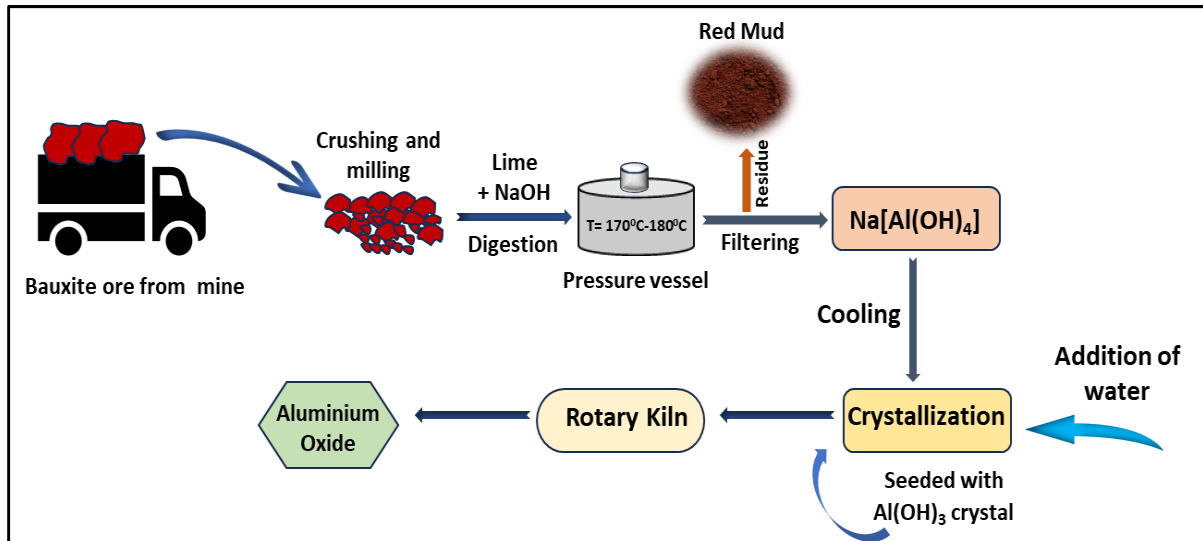 Red Mud
Crushing and
milling
Lime
+ NaOH
Digestion
T= 170⁰C-180⁰C
Pressure vessel
Residue
Filtering
Na[Al(OH)₄]
Bauxite ore from mine
Cooling
Addition of
water
Crystallization
Seeded with
Al(OH)₃ crystal
Rotary Kiln
Aluminium
Oxide